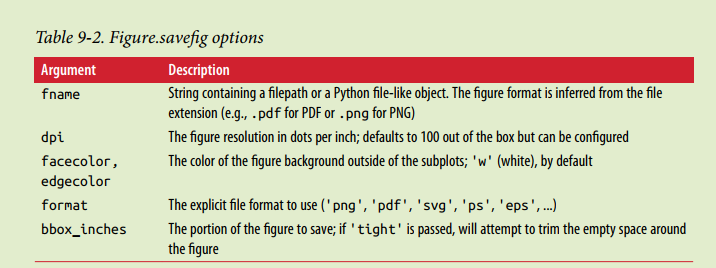 Table 9-2. Figure.savefig options
Argument Description
fname String containing a filepath or a Python file-like object. The figure format is inferred from the file
extension (e.g., .pdf for PDF or .png for PNG)
dpi The figure resolution in dots per inch; defaults to 100 out of the box but can be configured
facecolor, The color of the figure background outside of the subplots; 'w' (white), by default
edgecolor
format The explicit file format to use ('png', 'pdf', 'svg', 'ps', 'eps', ...)
bbox_inches The portion of the figure to save; if 'tight' is passed, will attempt to trim the empty space around
the figure